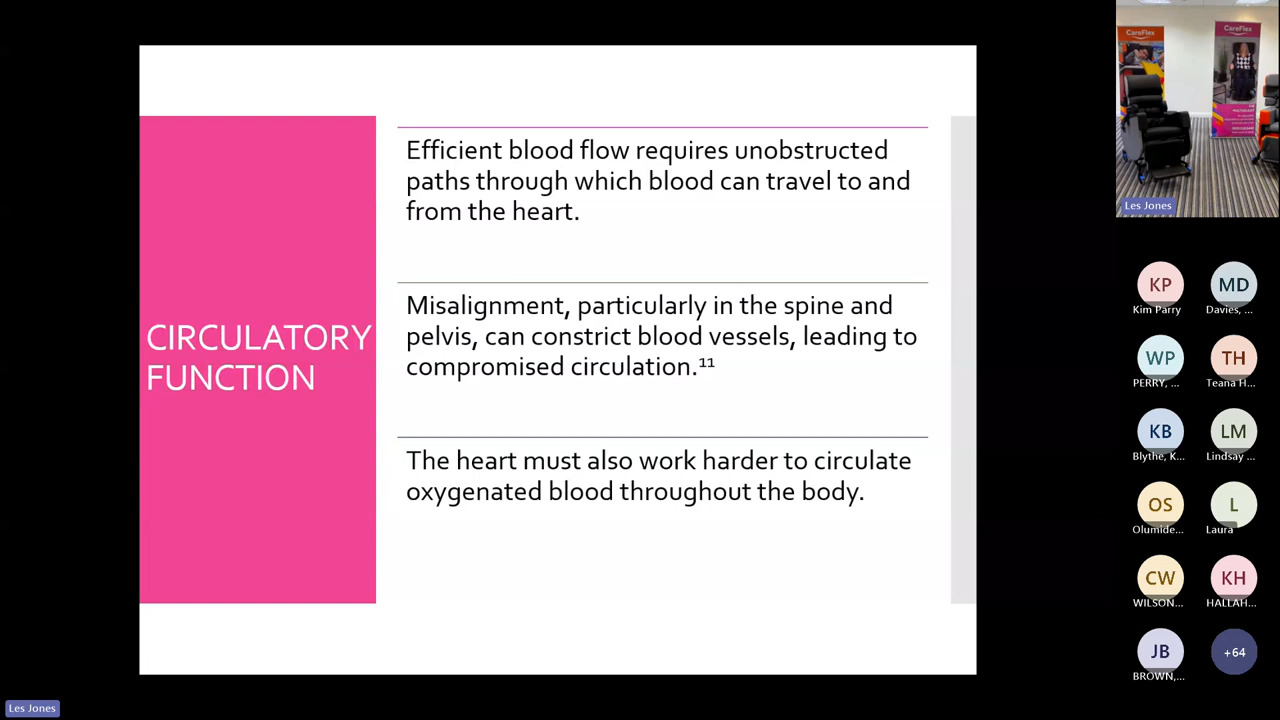 CIRCULATORY
FUNCTION
Efficient blood flow requires unobstructed
paths through which blood can travel to and
from the heart.
Misalignment, particularly in the spine and
pelvis, can constrict blood vessels, leading to
compromised circulation.¹¹
The heart must also work harder to circulate
oxygenated blood throughout the body.
CareFlex
CareFlex
Les Jones
KP
Kim Parry
MD
Davies, ...
WP
PERRY, ...
TH
Teana H...
KB
Blythe, K...
LM
Lindsay ...
OS
Olumide...
L
Laura
CW
WILSON...
KH
HALLAH...
JB
BROWN,...
+64
Les Jones